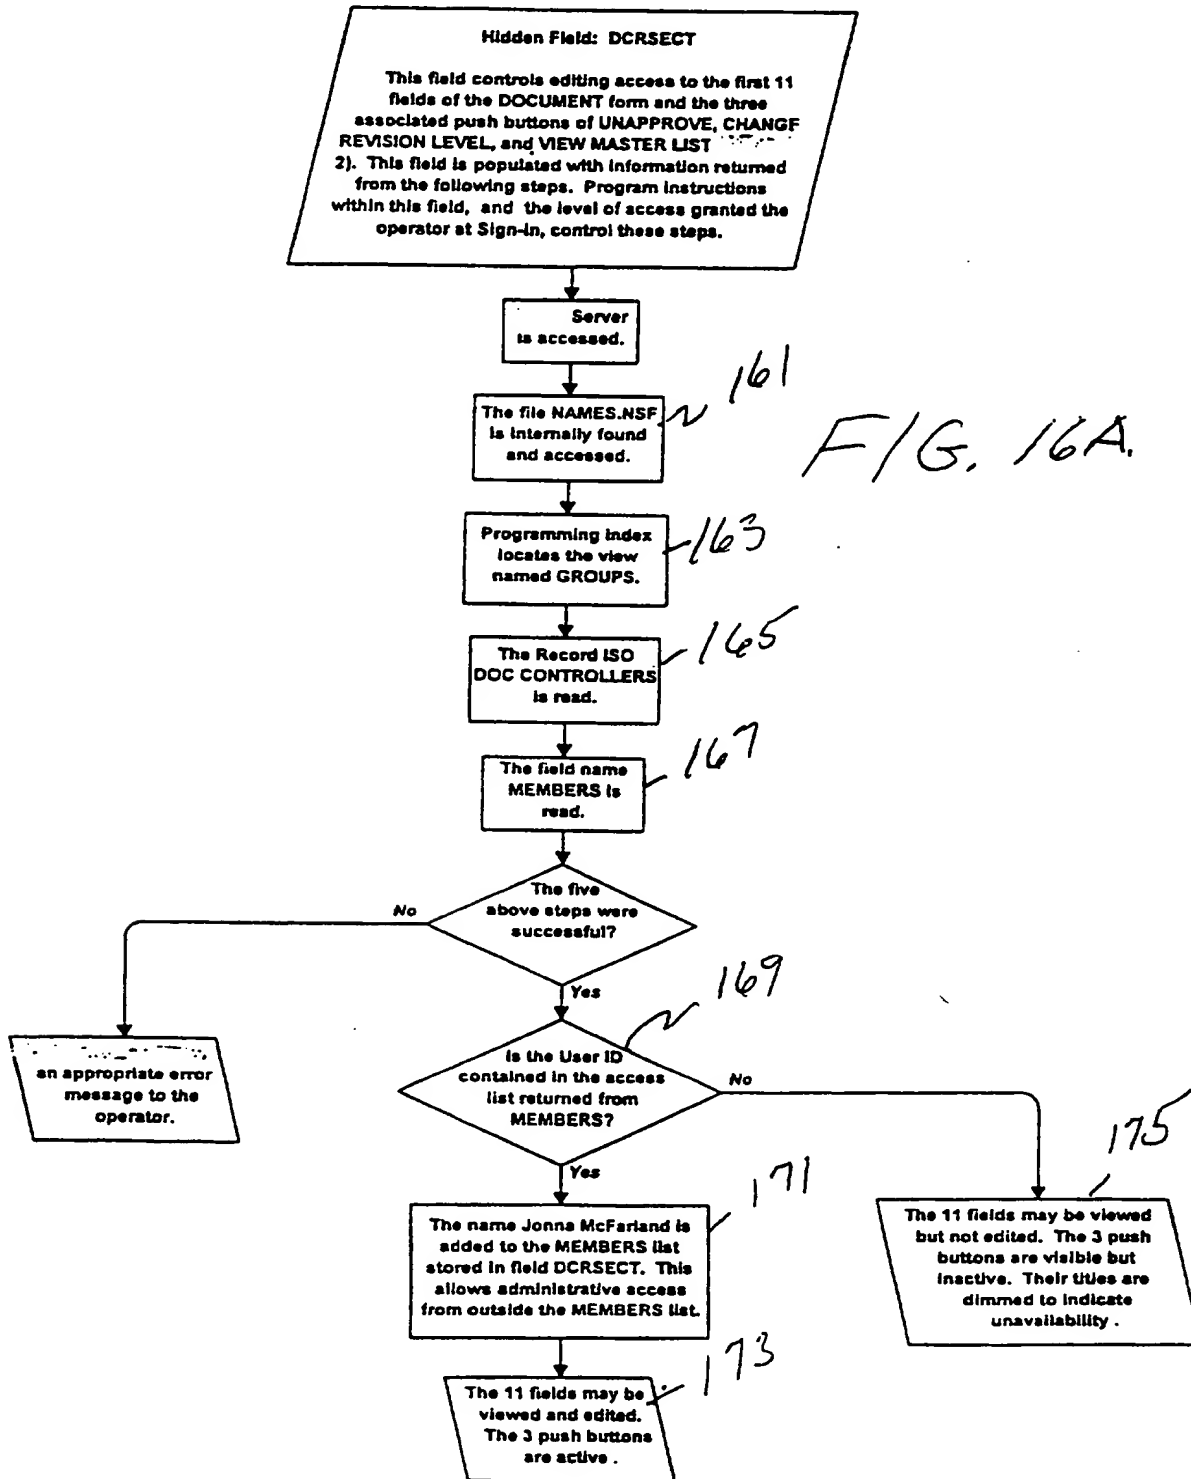 Hidden Field: DCRSECT
This field controls editing access to the first 11
fields of the DOCUMENT form and the three
associated push buttons of UNAPPROVE, CHANGE
REVISION LEVEL, and VIEW MASTER LIST
2). This field is populated with information returned
from the following steps. Program instructions
within this field, and the level of access granted the
operator at Sign-in, control these steps.
Server
is accessed.
161
The file NAMES.NSF
is internally found
and accessed.
FIG. 16A.
Programming index
locates the view
named GROUPS.
163
The Record ISO
DOC CONTROLLERS
is read.
165
The field name
MEMBERS is
read.
167
The five
above steps were
successful?
No
Yes
169
an appropriate error
message to the
operator.
Is the User ID
contained in the access
list returned from
MEMBERS?
No
Yes
171
175
The name Jonna McFarland is
added to the MEMBERS list
stored in field DCRSECT. This
allows administrative access
from outside the MEMBERS list.
The 11 fields may be viewed
but not edited. The 3 push
buttons are visible but
inactive. Their titles are
dimmed to indicate
unavailability .
173
The 11 fields may be
viewed and edited.
The 3 push buttons
are active .